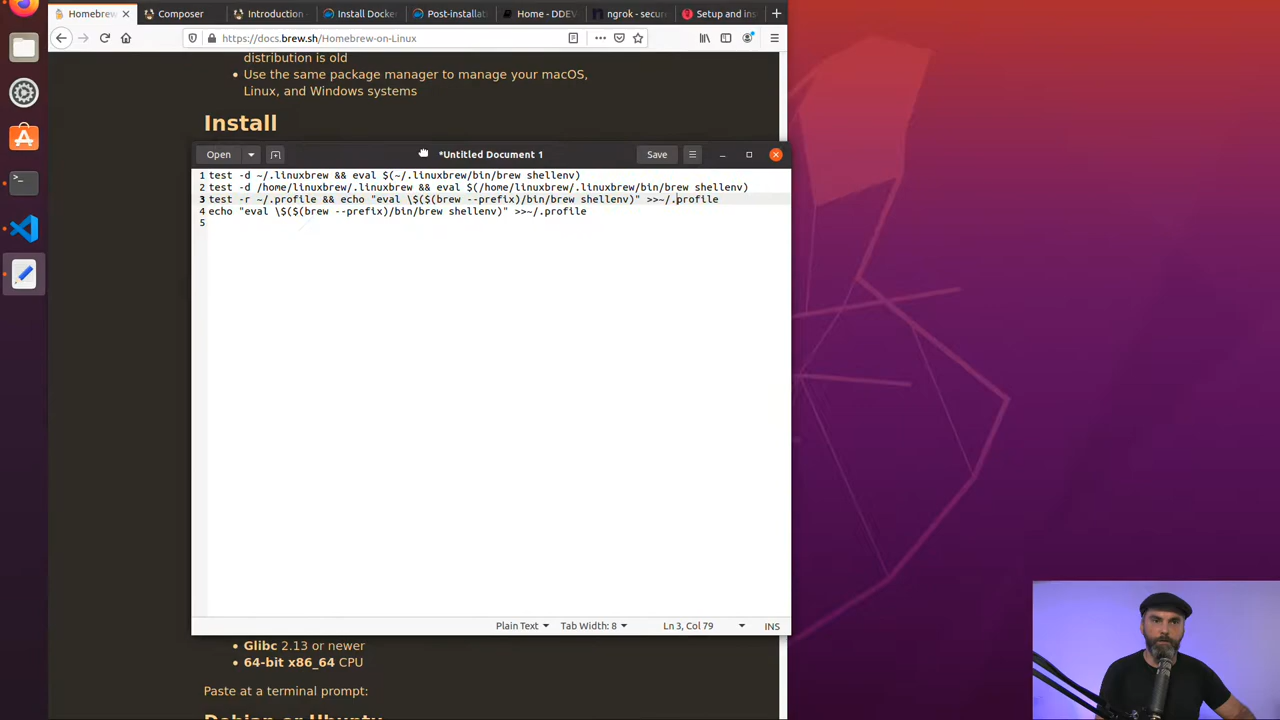 Homebrew
Composer
Introduction
Install Docke
Post-installat
Home - DDEV
ngrok - secure
Setup and ins
https://docs.brew.sh/Homebrew-on-Linux
distribution is old
Use the same package manager to manage your macOS,
Linux, and Windows systems
Install
Open
*Untitled Document 1
Save
1 test -d ~/.linuxbrew && eval $(~/.linuxbrew/bin/brew shellenv)
2 test -d /home/linuxbrew/.linuxbrew && eval $(/home/linuxbrew/.linuxbrew/bin/brew shellenv)
3 test -r ~/.profile && echo "eval \$($(brew --prefix)/bin/brew shellenv)" >>~/.profile
4 echo "eval \$($(brew --prefix)/bin/brew shellenv)" >>~/.profile
5
Plain Text
Tab Width: 8
Ln 3, Col 79
INS
Glibc 2.13 or newer
64-bit x86_64 CPU
Paste at a terminal prompt:
Debian or Ubuntu